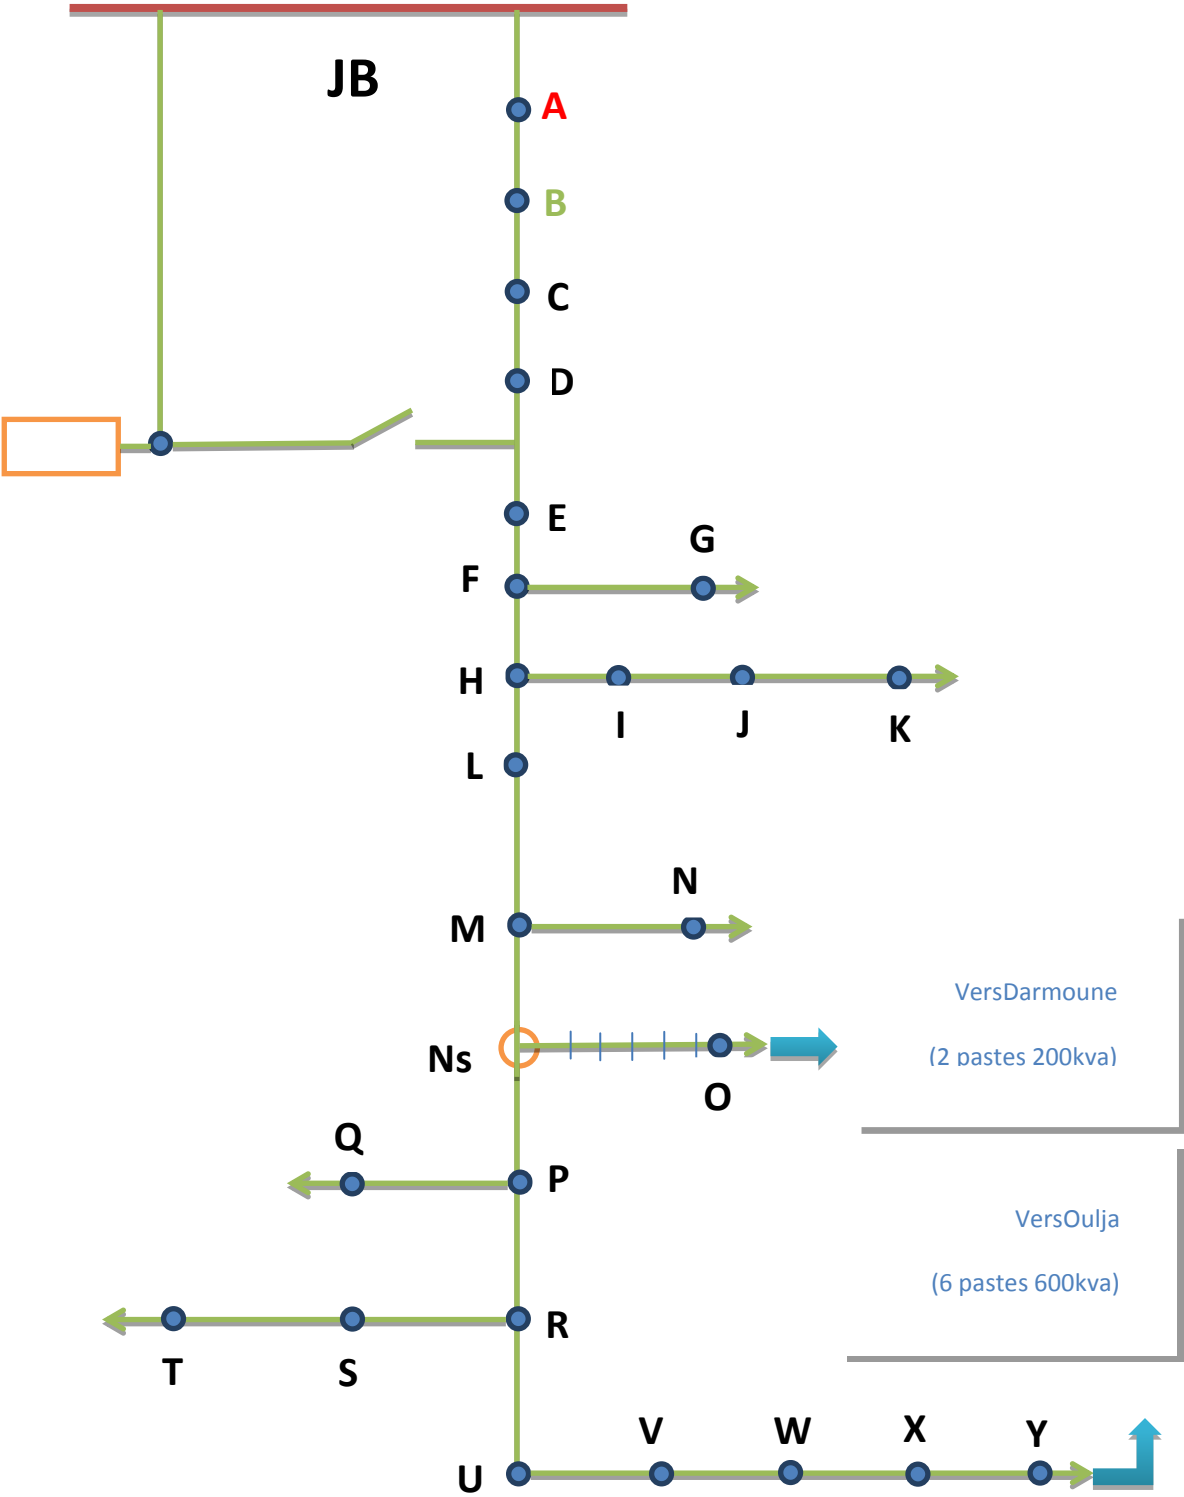 JB
A
B
C
D
E
G
F
H
I
J
K
L
N
M
VersDarmoune
Ns
(2 pastes 200kva)
O
Q
P
VersOulja
(6 pastes 600kva)
R
T
S
V
W
X
Y
U